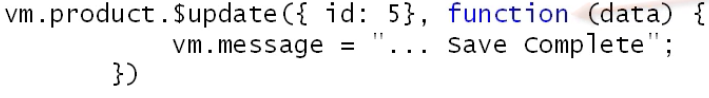 vm.product.$update({ id: 5}, function (data) {
vm.message = "... Save Complete";
})